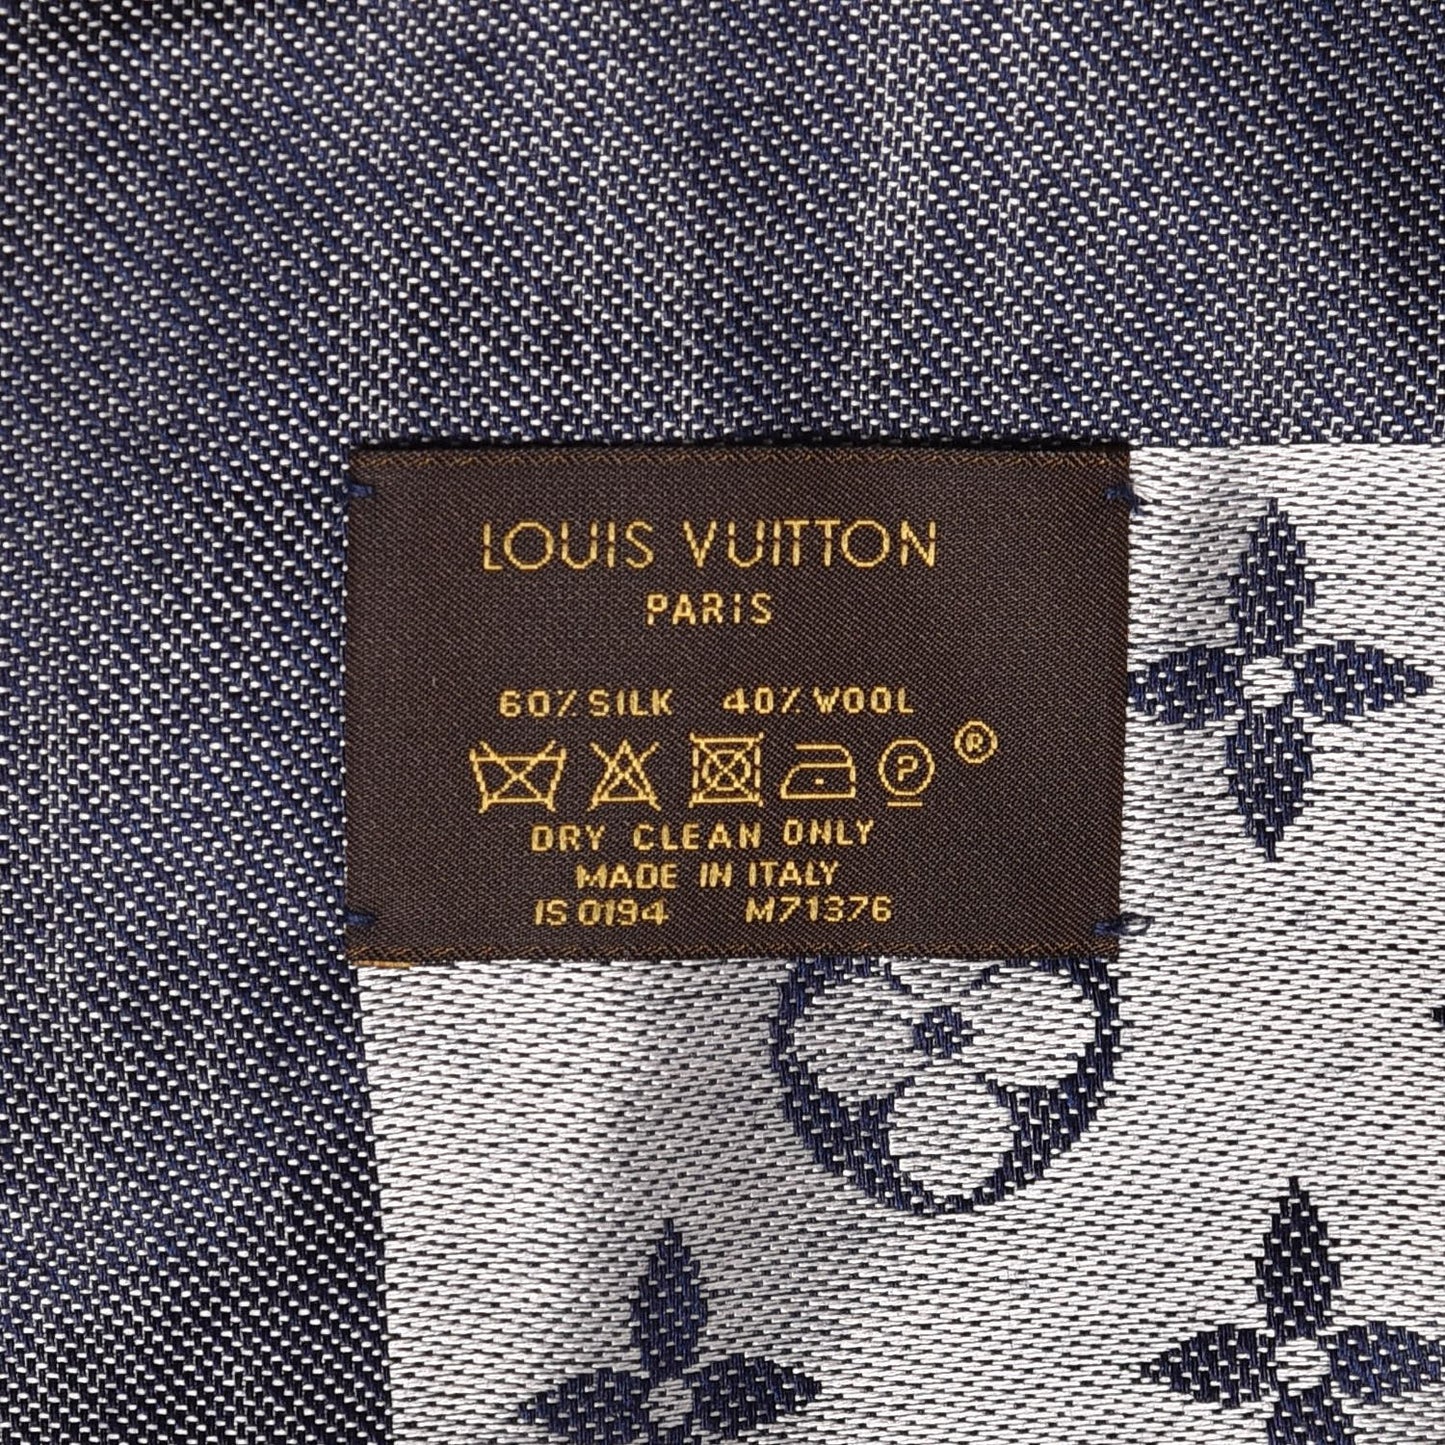 LOUIS VUITTON
PARIS
60% SILK 40% WOOL
P ®
DRY CLEAN ONLY
MADE IN ITALY
IS 0194 M71376